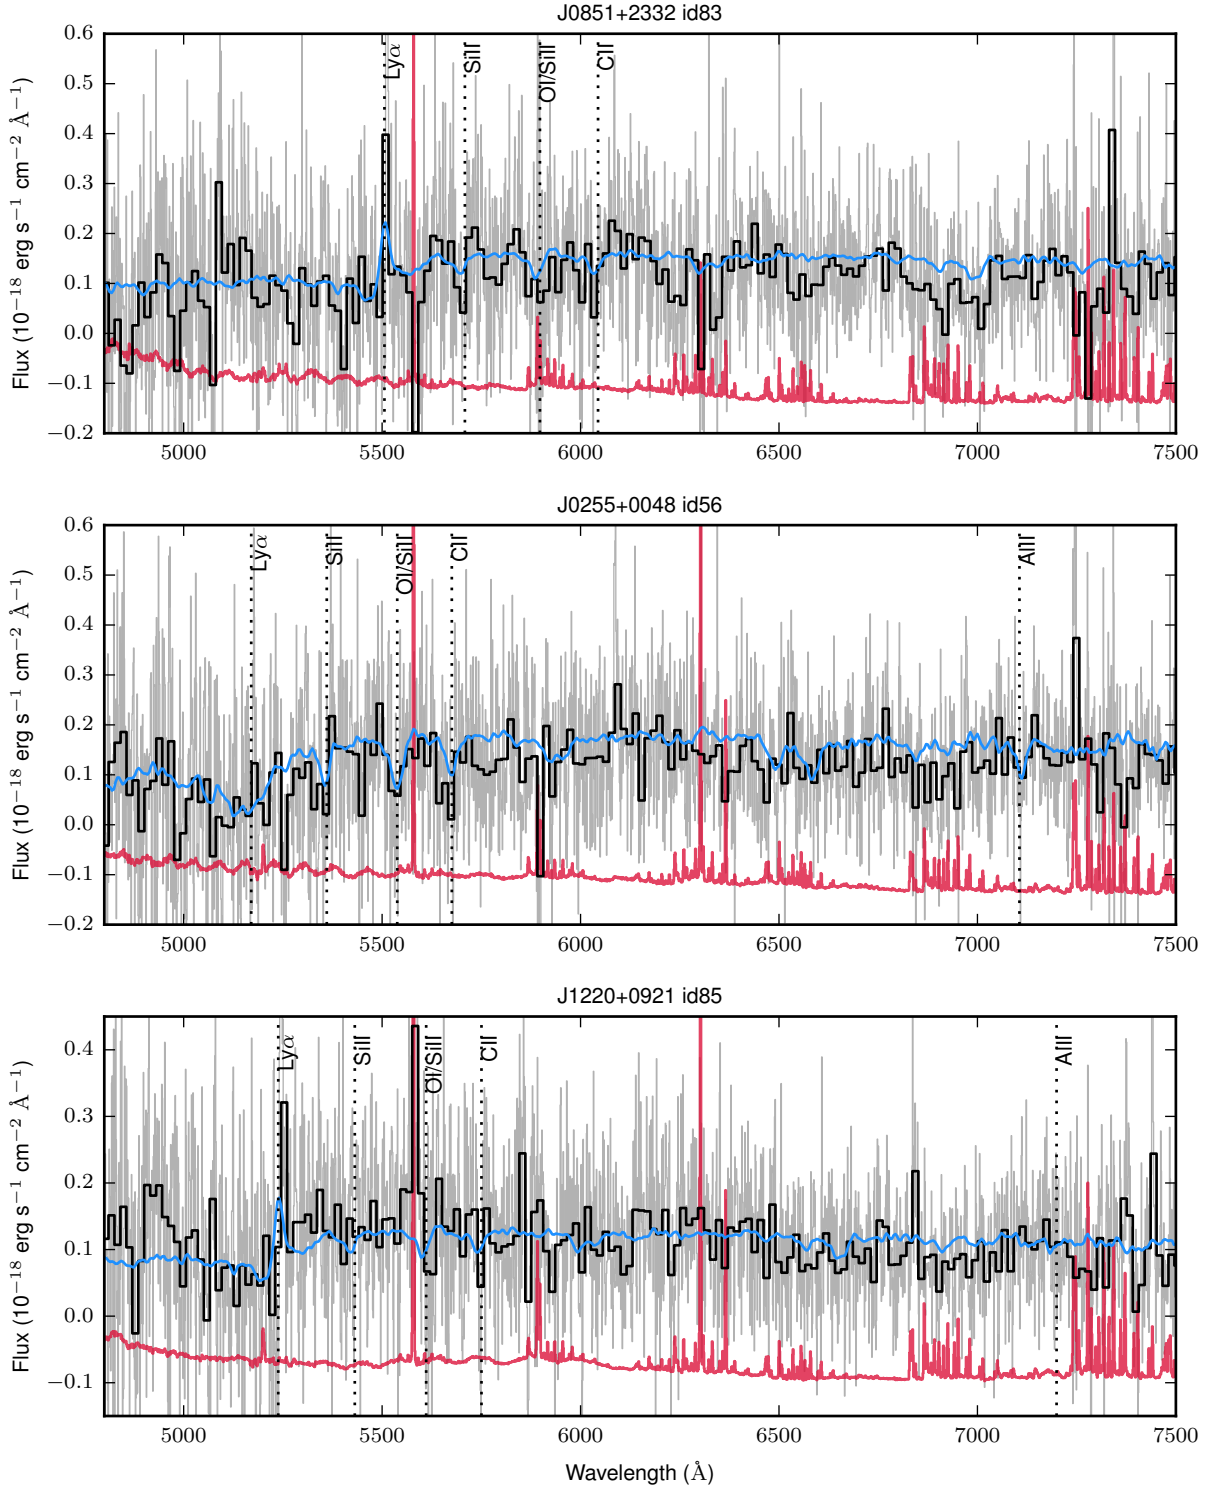 J0851+2332 id83
0.6
0.5
0.4
0.3
0.2
0.1
0.0
−0.1
−0.2
Flux (10⁻¹⁸ erg s⁻¹ cm⁻² Å⁻¹)
Lyα
SiII
OI/SiII
CII
5000 5500 6000 6500 7000 7500
J0255+0048 id56
0.6
0.5
0.4
0.3
0.2
0.1
0.0
−0.1
−0.2
Flux (10⁻¹⁸ erg s⁻¹ cm⁻² Å⁻¹)
Lyα
SiII
OI/SiII
CII
AlII
5000 5500 6000 6500 7000 7500
J1220+0921 id85
0.4
0.3
0.2
0.1
0.0
−0.1
Flux (10⁻¹⁸ erg s⁻¹ cm⁻² Å⁻¹)
Lyα
SiII
OI/SiII
CII
AlII
5000 5500 6000 6500 7000 7500
Wavelength (Å)